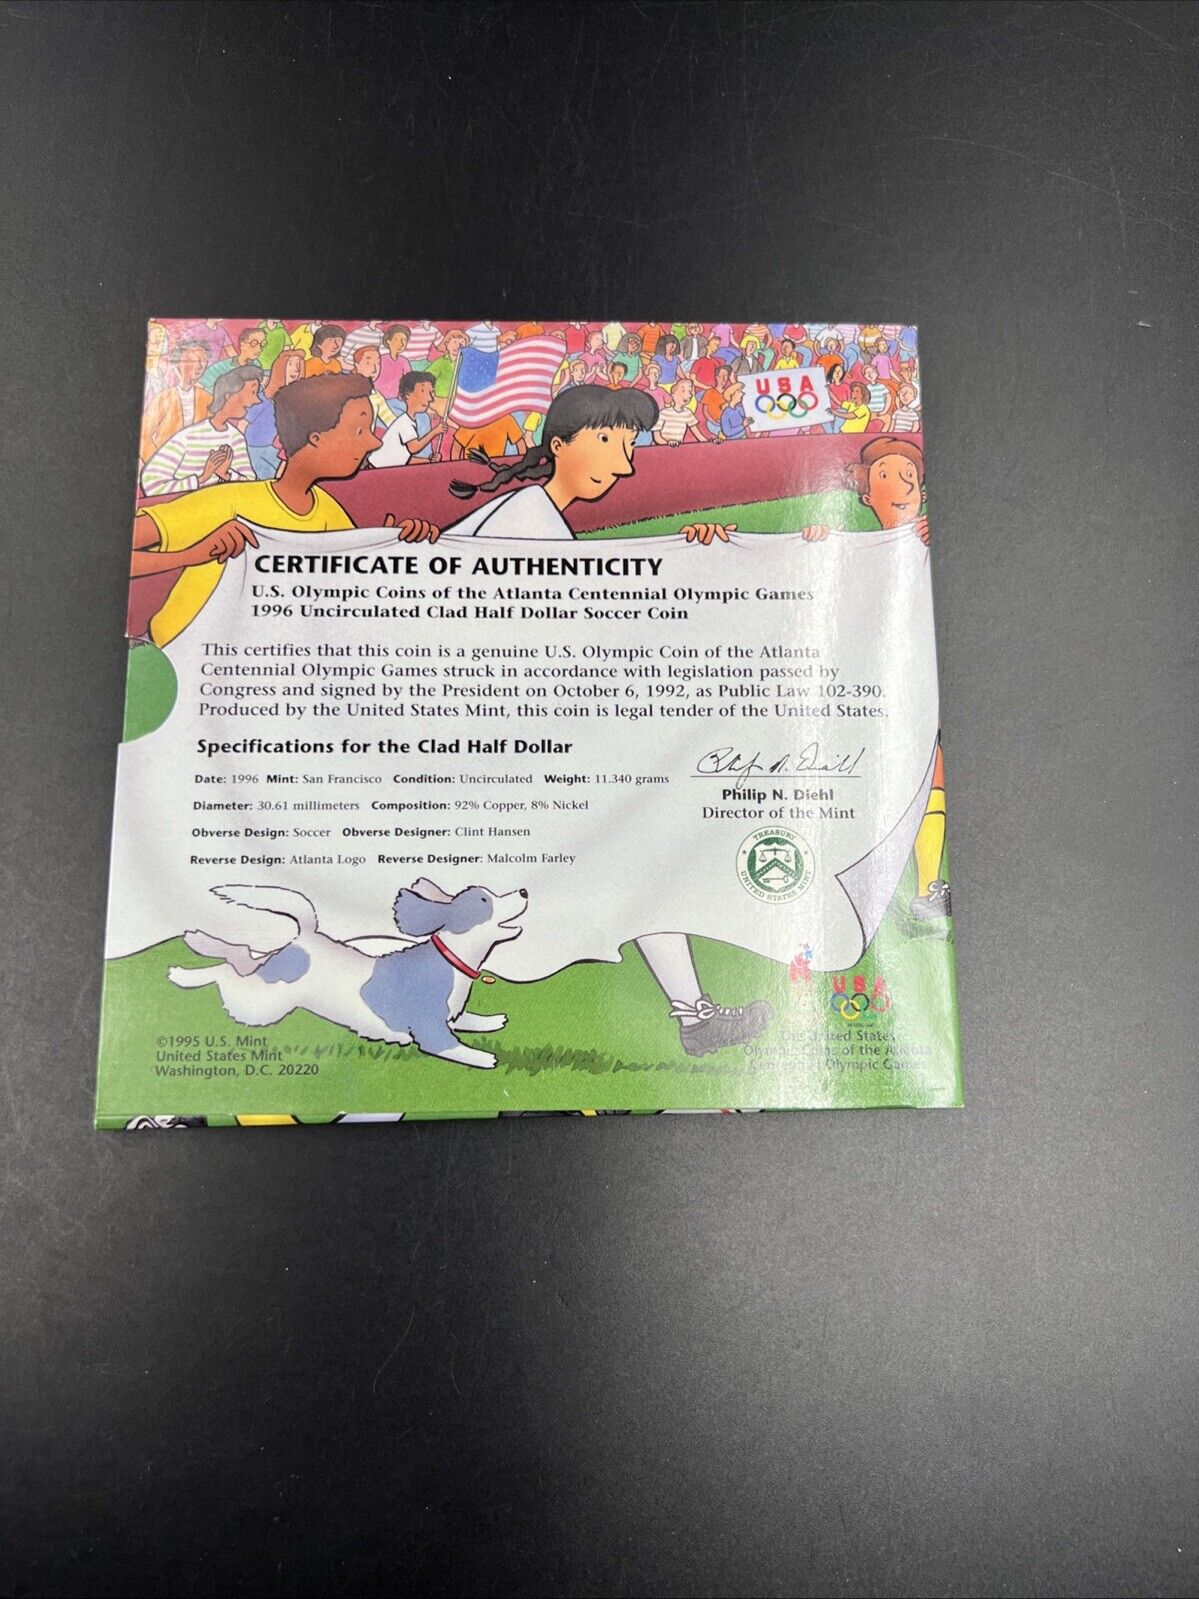 USA
CERTIFICATE OF AUTHENTICITY
U.S. Olympic Coins of the Atlanta Centennial Olympic Games
1996 Uncirculated Clad Half Dollar Soccer Coin
This certifies that this coin is a genuine U.S. Olympic Coin of the Atlanta
Centennial Olympic Games struck in accordance with legislation passed by
Congress and signed by the President on October 6, 1992, as Public Law 102-390.
Produced by the United States Mint, this coin is legal tender of the United States.
Specifications for the Clad Half Dollar
Date: 1996 Mint: San Francisco Condition: Uncirculated Weight: 11.340 grams
Diameter: 30.61 millimeters Composition: 92% Copper, 8% Nickel
Obverse Design: Soccer Obverse Designer: Clint Hansen
Reverse Design: Atlanta Logo Reverse Designer: Malcolm Farley
Philip N. Diehl
Philip N. Diehl
Director of the Mint
TREASURY
UNITED STATES MINT
©1995 U.S. Mint
United States Mint
Washington, D.C. 20220
USA
The United States
Olympic Coins of the Atlanta
Centennial Olympic Games